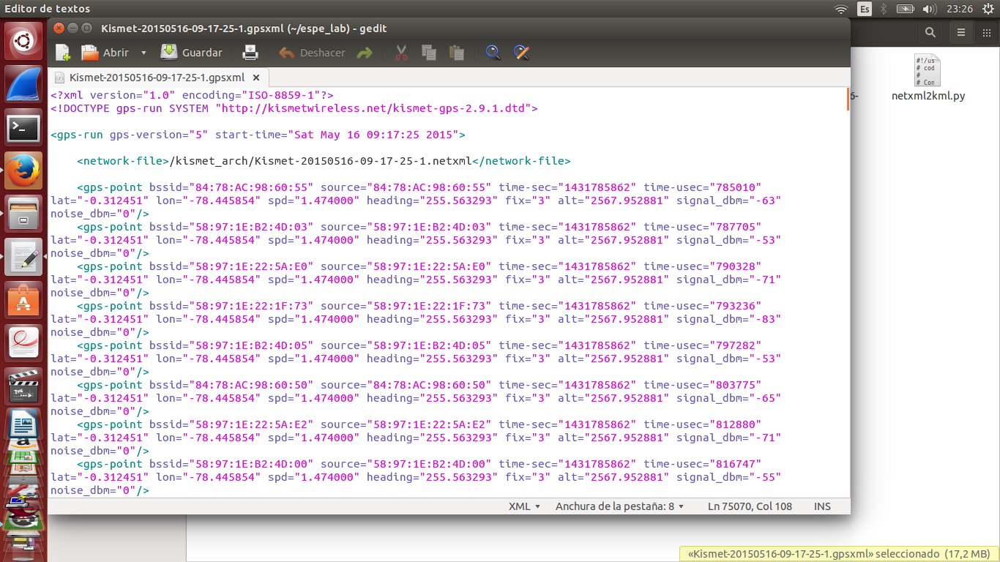 Editor de textos
Es
23:26
Kismet-20150516-09-17-25-1.gpsxml (~/espe_lab) - gedit
Abrir
Guardar
Deshacer
Kismet-20150516-09-17-25-1.gpsxml
<?xml version="1.0" encoding="ISO-8859-1"?>
<!DOCTYPE gps-run SYSTEM "http://kismetwireless.net/kismet-gps-2.9.1.dtd">
<gps-run gps-version="5" start-time="Sat May 16 09:17:25 2015">
<network-file>/kismet_arch/Kismet-20150516-09-17-25-1.netxml</network-file>
<gps-point bssid="84:78:AC:98:60:55" source="84:78:AC:98:60:55" time-sec="1431785862" time-usec="785010"
lat="-0.312451" lon="-78.445854" spd="1.474000" heading="255.563293" fix="3" alt="2567.952881" signal_dbm="-63"
noise_dbm="0"/>
<gps-point bssid="58:97:1E:B2:4D:03" source="58:97:1E:B2:4D:03" time-sec="1431785862" time-usec="787705"
lat="-0.312451" lon="-78.445854" spd="1.474000" heading="255.563293" fix="3" alt="2567.952881" signal_dbm="-53"
noise_dbm="0"/>
<gps-point bssid="58:97:1E:22:5A:E0" source="58:97:1E:22:5A:E0" time-sec="1431785862" time-usec="790328"
lat="-0.312451" lon="-78.445854" spd="1.474000" heading="255.563293" fix="3" alt="2567.952881" signal_dbm="-71"
noise_dbm="0"/>
<gps-point bssid="58:97:1E:22:1F:73" source="58:97:1E:22:1F:73" time-sec="1431785862" time-usec="793236"
lat="-0.312451" lon="-78.445854" spd="1.474000" heading="255.563293" fix="3" alt="2567.952881" signal_dbm="-83"
noise_dbm="0"/>
<gps-point bssid="58:97:1E:B2:4D:05" source="58:97:1E:B2:4D:05" time-sec="1431785862" time-usec="797282"
lat="-0.312451" lon="-78.445854" spd="1.474000" heading="255.563293" fix="3" alt="2567.952881" signal_dbm="-53"
noise_dbm="0"/>
<gps-point bssid="84:78:AC:98:60:50" source="84:78:AC:98:60:50" time-sec="1431785862" time-usec="803775"
lat="-0.312451" lon="-78.445854" spd="1.474000" heading="255.563293" fix="3" alt="2567.952881" signal_dbm="-65"
noise_dbm="0"/>
<gps-point bssid="58:97:1E:22:5A:E2" source="58:97:1E:22:5A:E2" time-sec="1431785862" time-usec="812880"
lat="-0.312451" lon="-78.445854" spd="1.474000" heading="255.563293" fix="3" alt="2567.952881" signal_dbm="-71"
noise_dbm="0"/>
<gps-point bssid="58:97:1E:B2:4D:00" source="58:97:1E:B2:4D:00" time-sec="1431785862" time-usec="816747"
lat="-0.312451" lon="-78.445854" spd="1.474000" heading="255.563293" fix="3" alt="2567.952881" signal_dbm="-55"
noise_dbm="0"/>
XML
Anchura de la pestaña: 8
Ln 75070, Col 108
INS
#!/us
# cod
#
# Con
6-
netxml2kml.py
«Kismet-20150516-09-17-25-1.gpsxml» seleccionado (17,2 MB)